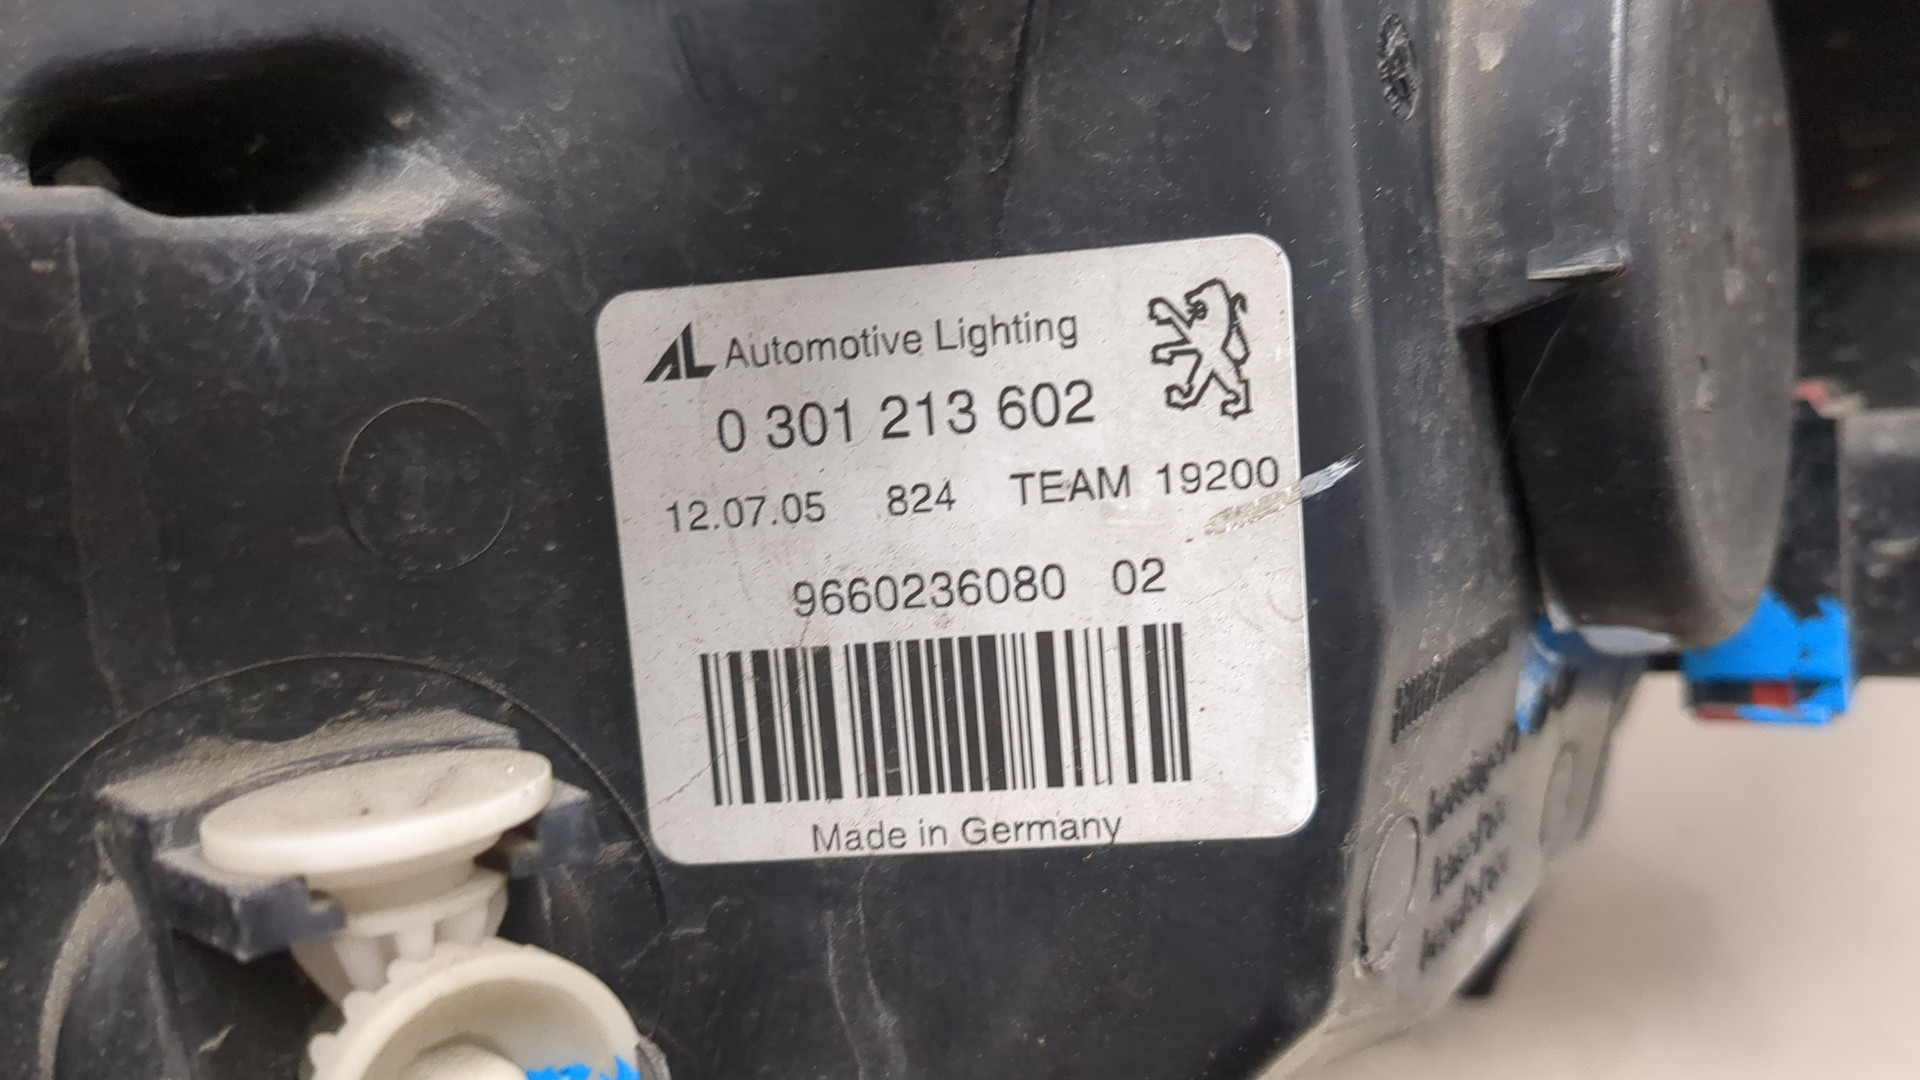 AL Automotive Lighting
0 301 213 602
12.07.05 824 TEAM 19200
9660236080 02
Made in Germany